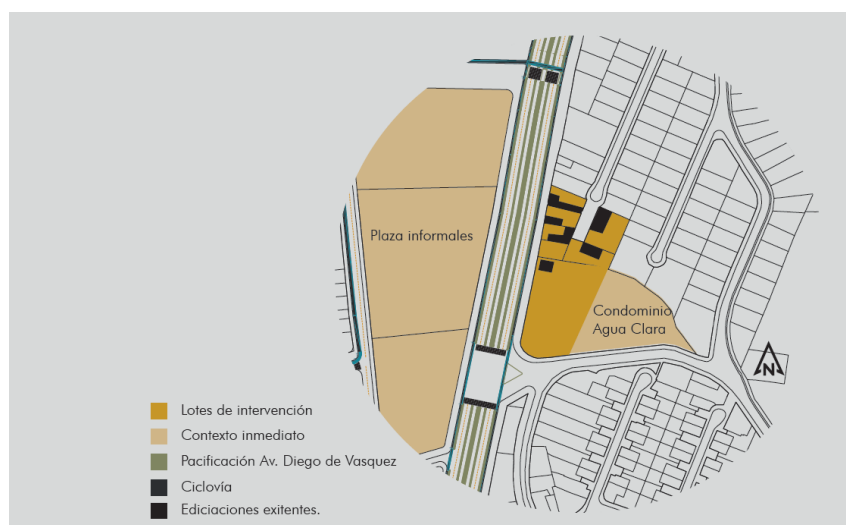 Plaza informales
Condominio
Agua Clara
N
Lotes de intervención
Contexto inmediato
Pacificación Av. Diego de Vasquez
Ciclovía
Ediciaciones exitentes.